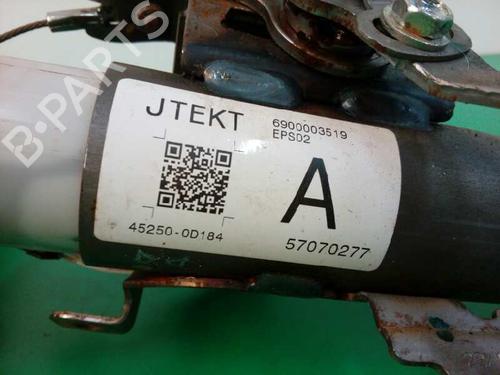 B-PARTS
JTEKT
6900003519
EPS02
A
45250-0D184
57070277